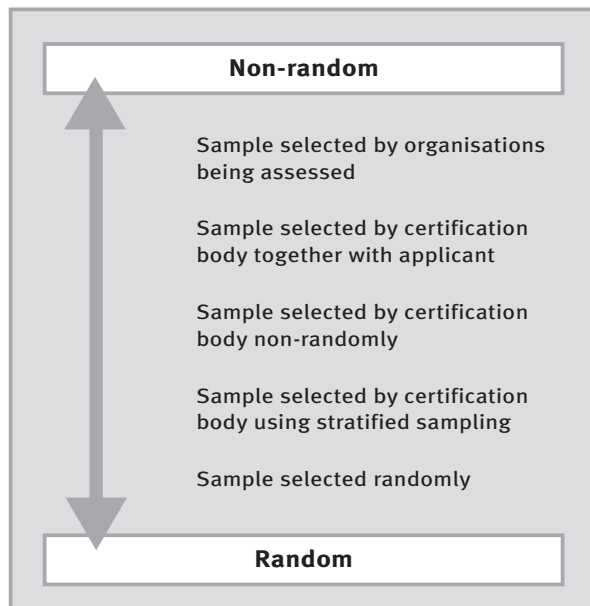 Non-random
Sample selected by organisations
being assessed
Sample selected by certification
body together with applicant
Sample selected by certification
body non-randomly
Sample selected by certification
body using stratified sampling
Sample selected randomly
Random